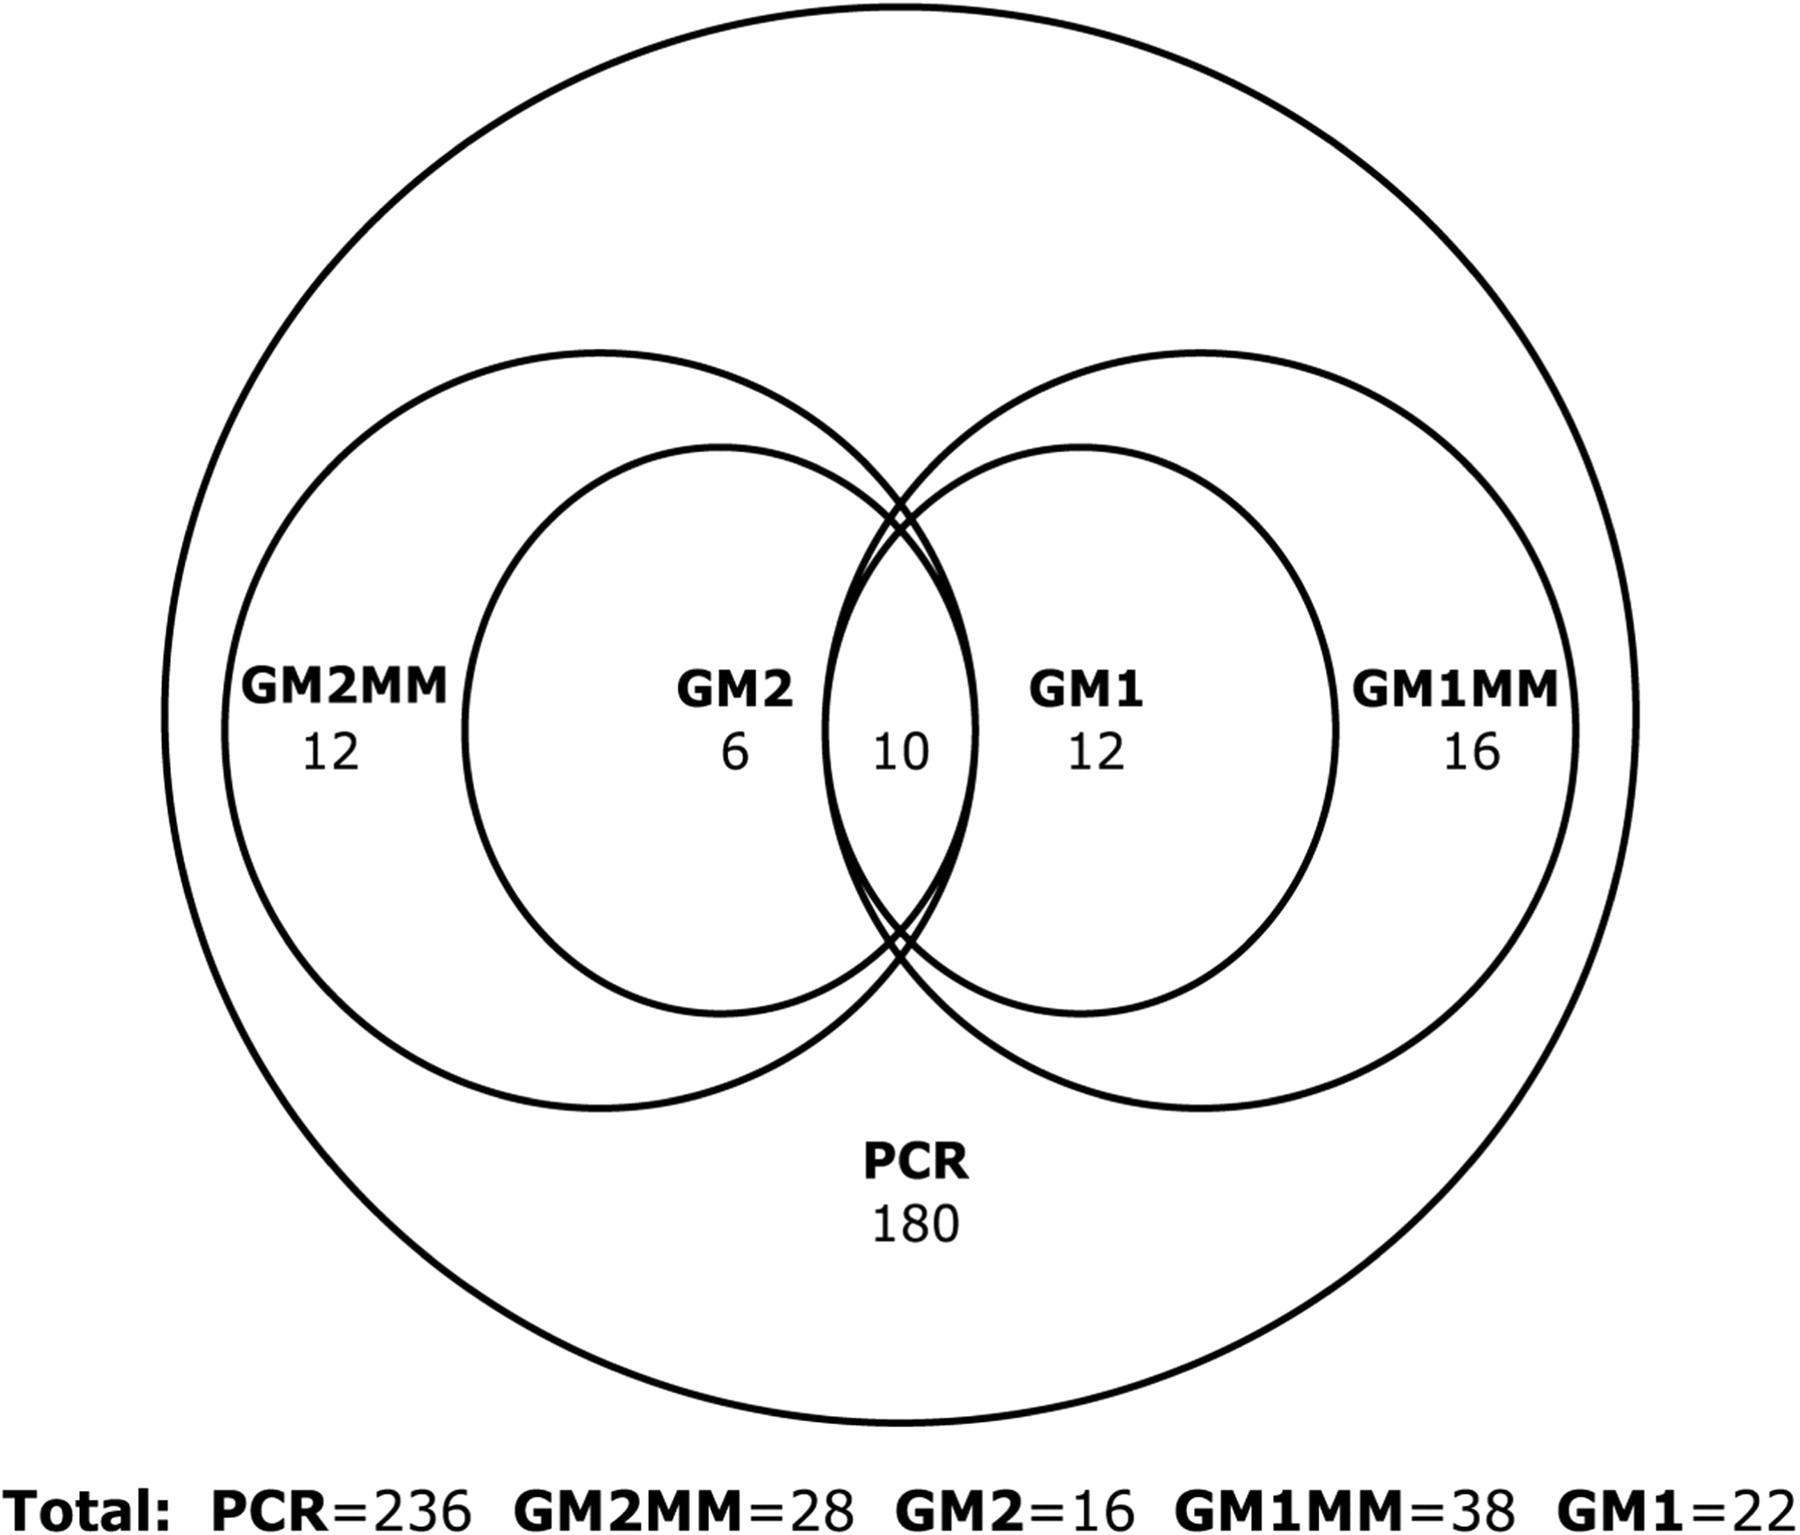 GM2MM GM2 GM1 GM1MM
12 6 10 12 16
PCR
180
Total: PCR=236 GM2MM=28 GM2=16 GM1MM=38 GM1=22